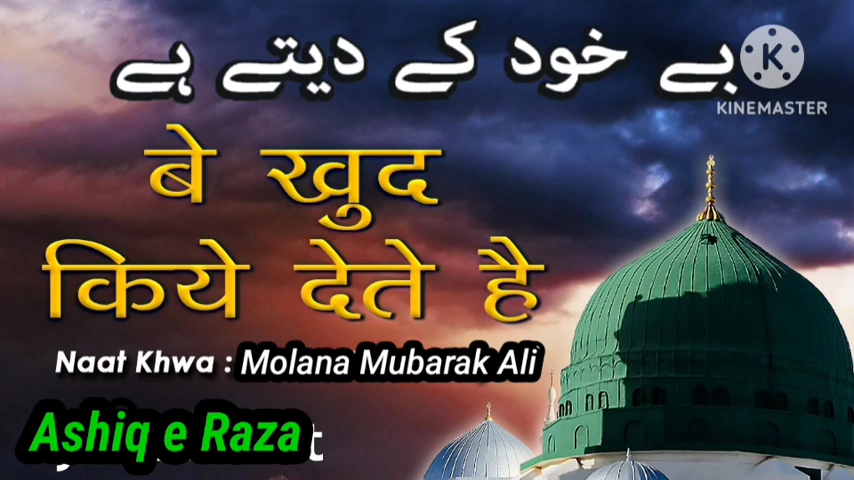 بے خود کے دیتے ہے
KINEMASTER
बे खुद
किये देते है
Naat Khwa : Molana Mubarak Ali
Ashiq e Raza